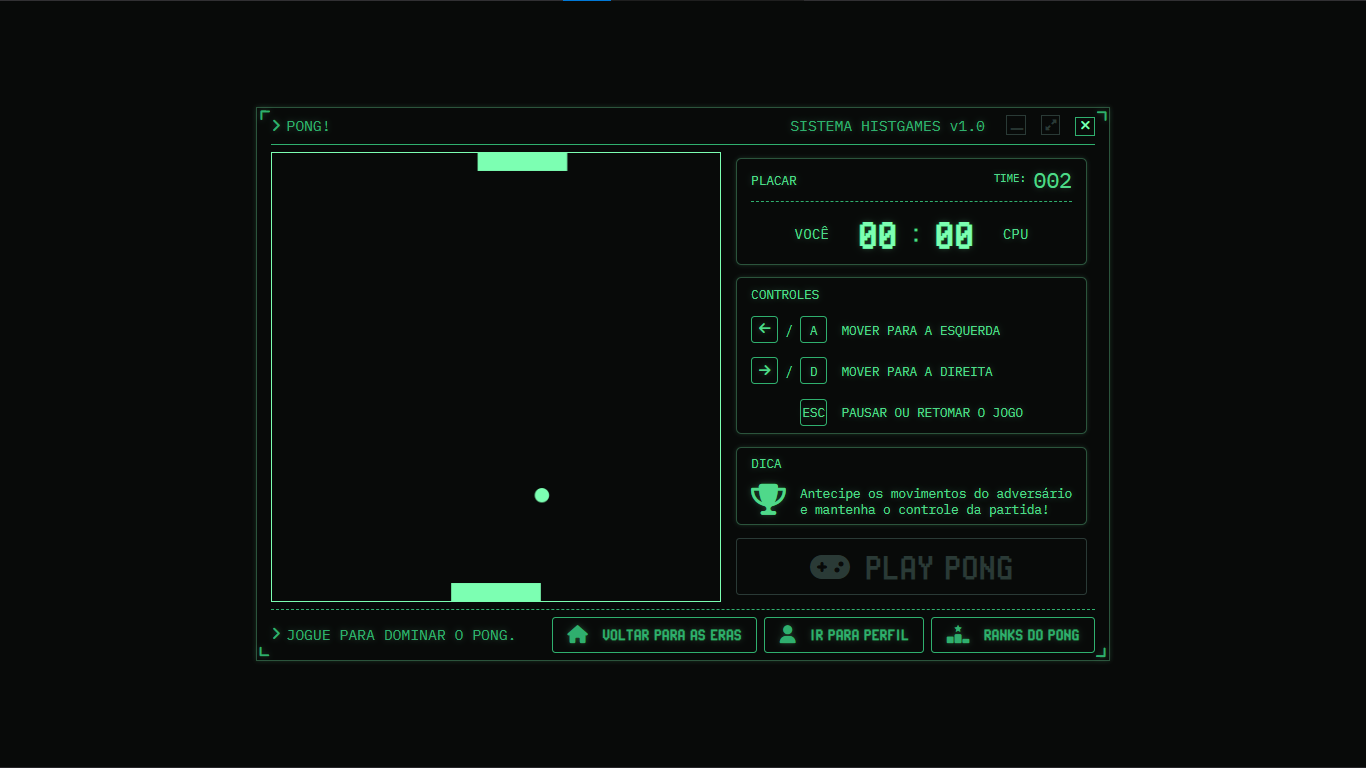 PONG!
SISTEMA HISTGAMES v1.0
PLACAR
TIME: 002
VOCÊ 00 : 00 CPU
CONTROLES
← / A MOVER PARA A ESQUERDA
→ / D MOVER PARA A DIREITA
ESC PAUSAR OU RETOMAR O JOGO
DICA
Antecipe os movimentos do adversário
e mantenha o controle da partida!
PLAY PONG
JOGUE PARA DOMINAR O PONG.
VOLTAR PARA AS ERAS
IR PARA PERFIL
RANKS DO PONG